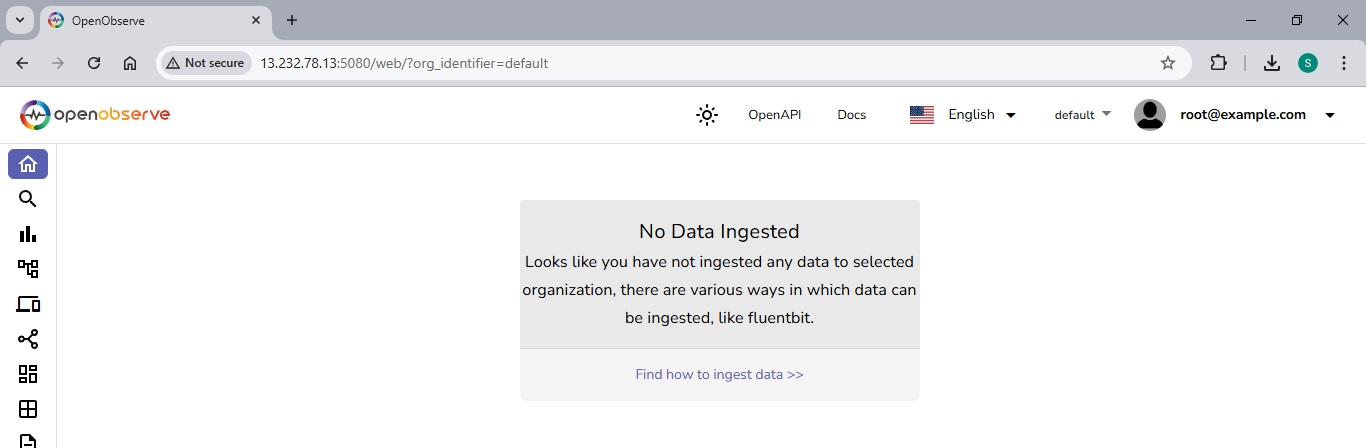 OpenObserve
Not secure
13.232.78.13:5080/web/?org_identifier=default
S
openobserve
OpenAPI
Docs
English
default
root@example.com
No Data Ingested
Looks like you have not ingested any data to selected
organization, there are various ways in which data can
be ingested, like fluentbit.
Find how to ingest data >>